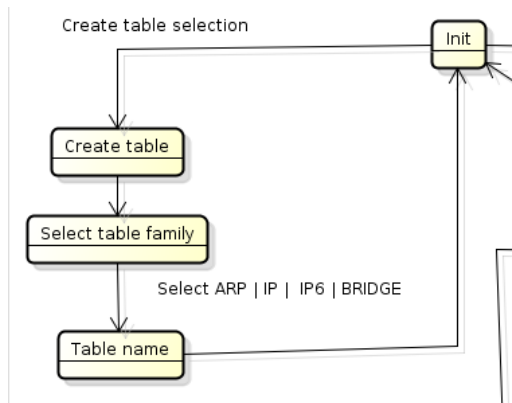 Create table selection
Init
Create table
Select table family
Select ARP | IP | IP6 | BRIDGE
Table name